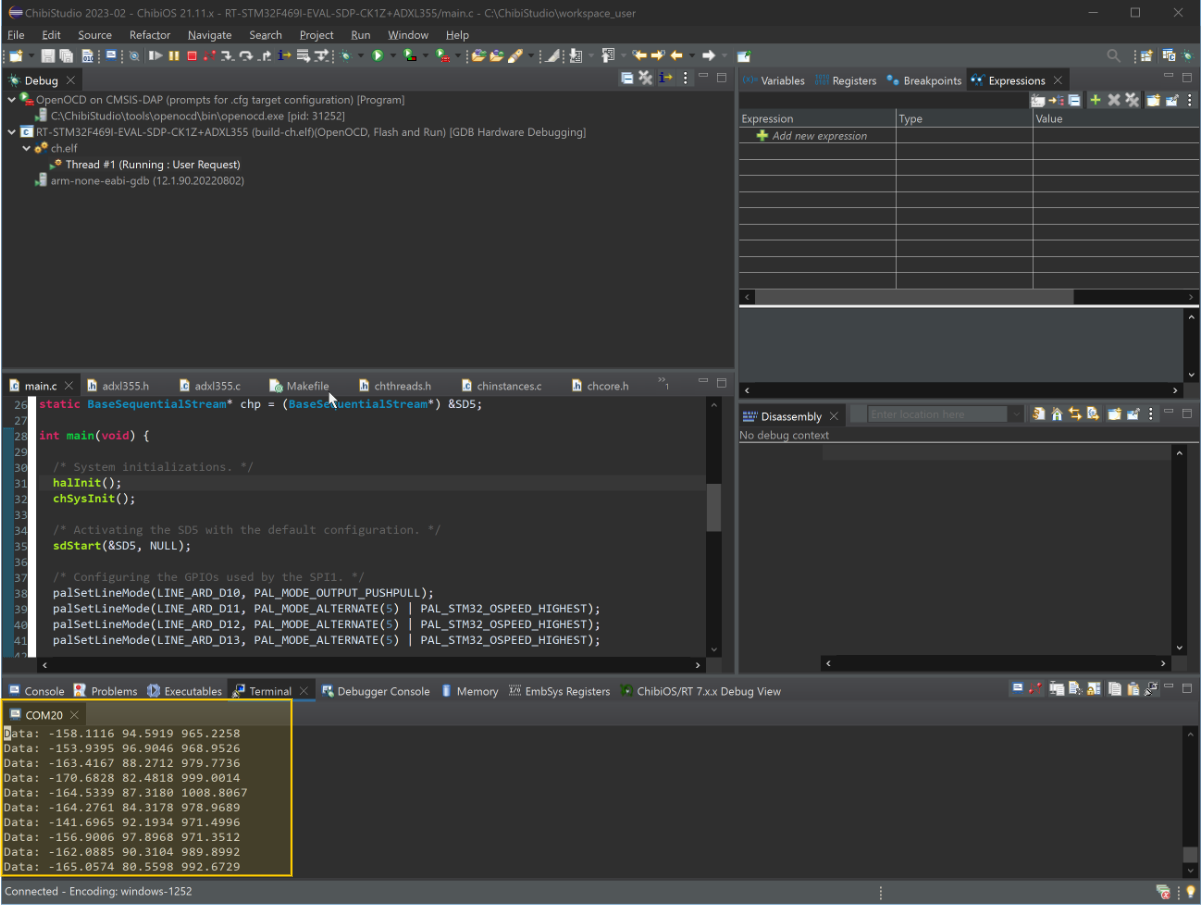 ChibiStudio 2023-02 - ChibiOS 21.11.x - RT-STM32F469I-EVAL-SDP-CK1Z+ADXL355/main.c - C:\ChibiStudio\workspace_user
File Edit Source Refactor Navigate Search Project Run Window Help
Debug
OpenOCD on CMSIS-DAP (prompts for .cfg target configuration) [Program]
C:\ChibiStudio\tools\openocd\bin\openocd.exe [pid: 31252]
RT-STM32F469I-EVAL-SDP-CK1Z+ADXL355 (build-ch.elf)(OpenOCD, Flash and Run) [GDB Hardware Debugging]
ch.elf
Thread #1 (Running : User Request)
arm-none-eabi-gdb (12.1.90.20220802)
Variables Registers Breakpoints Expressions
Expression Type Value
Add new expression
main.c adxl355.h adxl355.c Makefile chthreads.h chinstances.c chcore.h 1
26 static BaseSequentialStream* chp = (BaseSequentialStream*) &SD5;
27
28 int main(void) {
29
30 /* System initializations. */
31 halInit();
32 chSysInit();
33
34 /* Activating the SD5 with the default configuration. */
35 sdStart(&SD5, NULL);
36
37 /* Configuring the GPIOs used by the SPI1. */
38 palSetLineMode(LINE_ARD_D10, PAL_MODE_OUTPUT_PUSHPULL);
39 palSetLineMode(LINE_ARD_D11, PAL_MODE_ALTERNATE(5) | PAL_STM32_OSPEED_HIGHEST);
40 palSetLineMode(LINE_ARD_D12, PAL_MODE_ALTERNATE(5) | PAL_STM32_OSPEED_HIGHEST);
41 palSetLineMode(LINE_ARD_D13, PAL_MODE_ALTERNATE(5) | PAL_STM32_OSPEED_HIGHEST);
42
Disassembly Enter location here
No debug context
Console Problems Executables Terminal Debugger Console Memory EmbSys Registers ChibiOS/RT 7.x.x Debug View
COM20
Data: -158.1116 94.5919 965.2258
Data: -153.9395 96.9046 968.9526
Data: -163.4167 88.2712 979.7736
Data: -170.6828 82.4818 999.0014
Data: -164.5339 87.3180 1008.8067
Data: -164.2761 84.3178 978.9689
Data: -141.6965 92.1934 971.4996
Data: -156.9006 97.8968 971.3512
Data: -162.0885 90.3104 989.8992
Data: -165.0574 80.5598 992.6729
Connected - Encoding: windows-1252